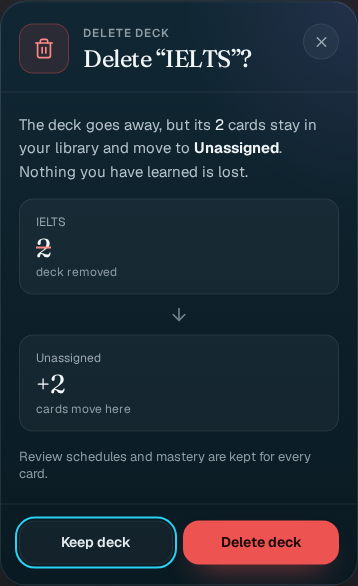 DELETE DECK
Delete “IELTS”?
The deck goes away, but its 2 cards stay in
your library and move to Unassigned.
Nothing you have learned is lost.
IELTS
2
deck removed
Unassigned
+2
cards move here
Review schedules and mastery are kept for every
card.
Keep deck
Delete deck